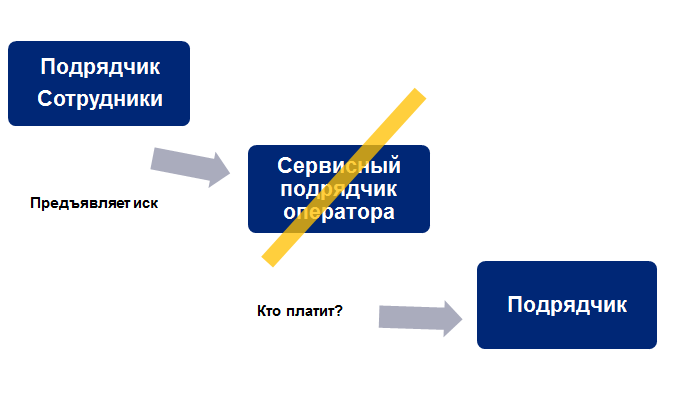 Подрядчик
Сотрудники
Предъявляет иск
Сервисный
подрядчик
оператора
Кто платит?
Подрядчик